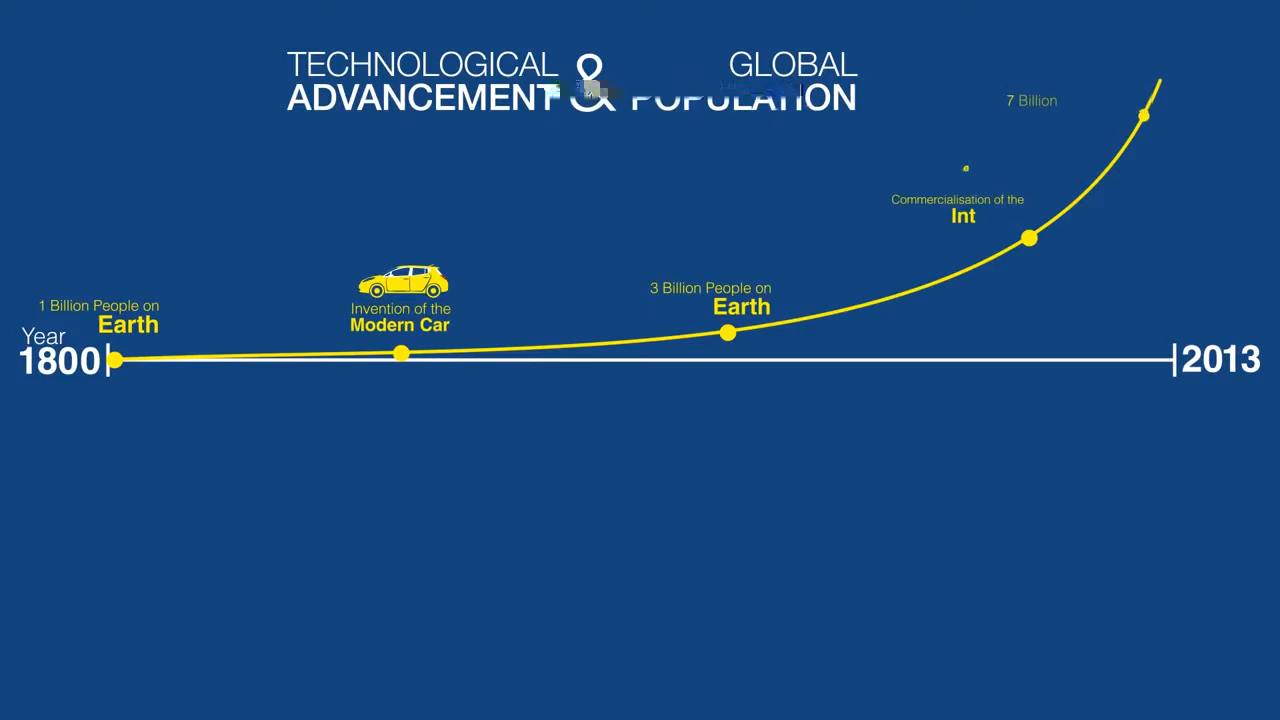 TECHNOLOGICAL & GLOBAL
ADVANCEMENT POPULATION
7 Billion
Commercialisation of the
Int
3 Billion People on
Earth
1 Billion People on
Earth
Invention of the
Modern Car
Year
1800
2013